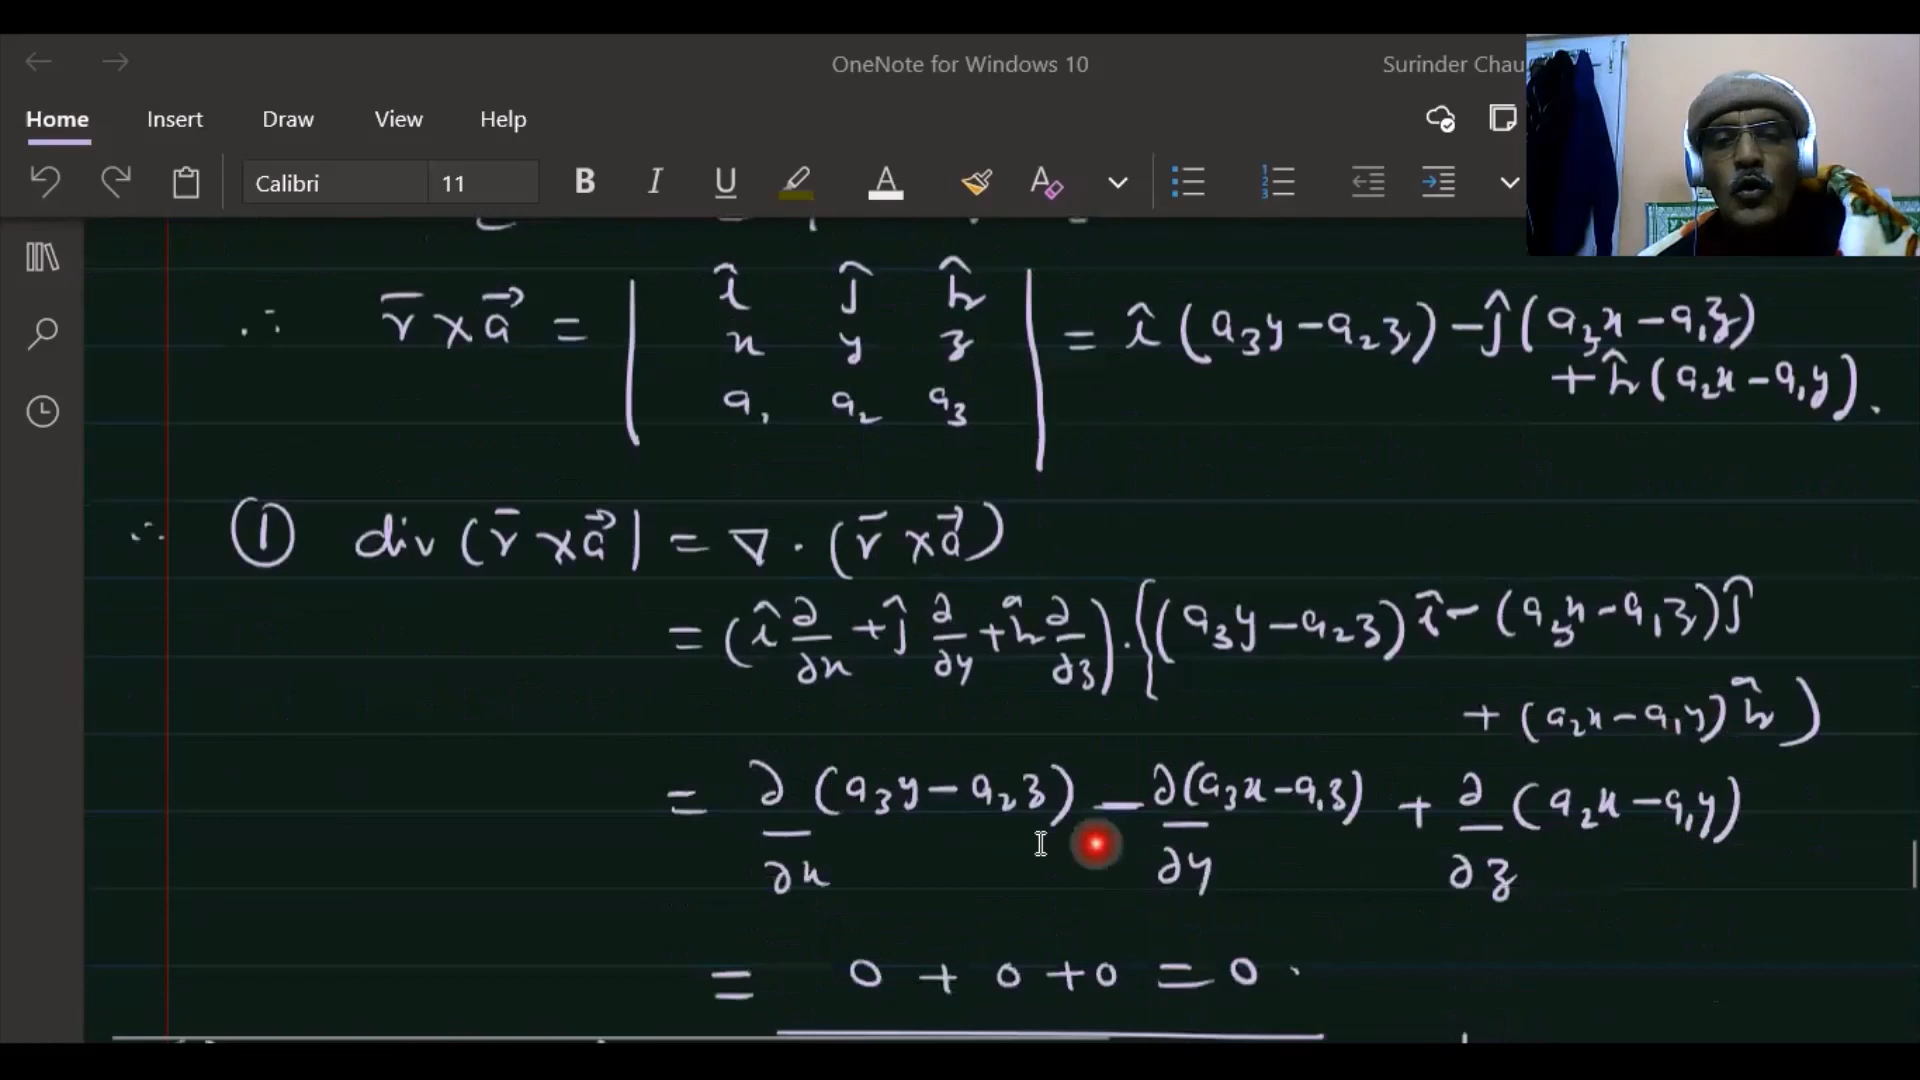 OneNote for Windows 10
Surinder Chau
Home Insert Draw View Help
Calibri 11 B I U A A
∴ r̄ × a⃗ = | î ĵ k̂ | = î (a₃y − a₂z) − ĵ (a₃x − a₁z)
x y z + k̂ (a₂x − a₁y).
a₁ a₂ a₃
∴ ① div (r̄ × a⃗) = ∇ · (r̄ × a⃗)
= (î ∂/∂x + ĵ ∂/∂y + k̂ ∂/∂z) · {(a₃y − a₂z) î − (a₃x − a₁z) ĵ
+ (a₂x − a₁y) k̂ )
= ∂/∂x (a₃y − a₂z) − ∂/∂y (a₃x − a₁z) + ∂/∂z (a₂x − a₁y)
= 0 + 0 + 0 = 0 .